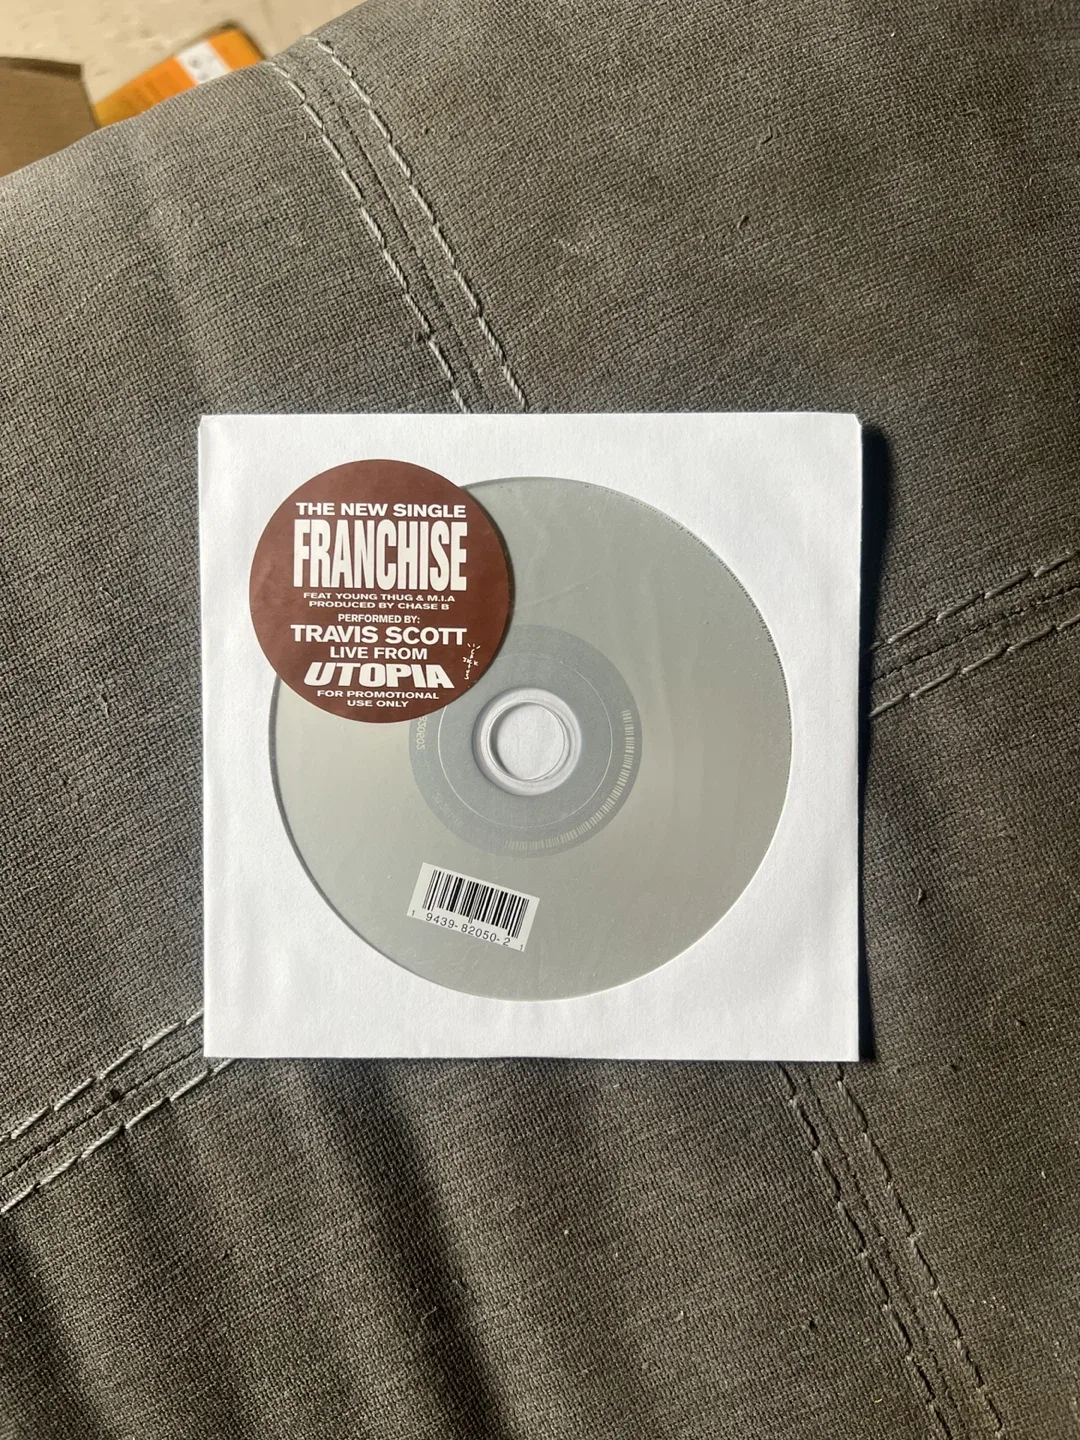 THE NEW SINGLE
FRANCHISE
FEAT YOUNG THUG & M.I.A
PRODUCED BY CHASE B
PERFORMED BY:
TRAVIS SCOTT
LIVE FROM
UTOPIA
FOR PROMOTIONAL
USE ONLY
1 9439-82050-2 1